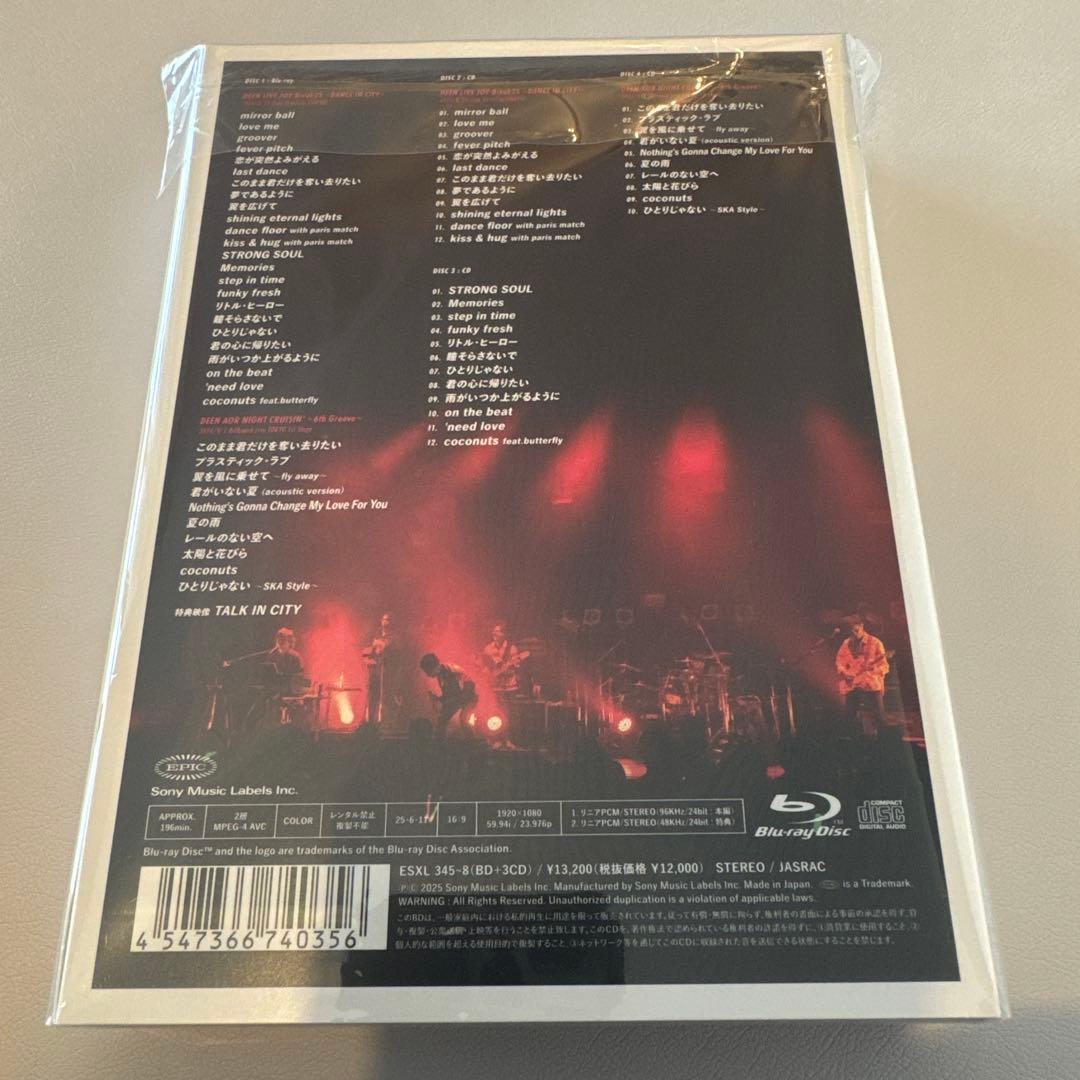 DISC 1 : Blu-ray
DEEN LIVE JOY Break25 ~DANCE IN CITY~
mirror ball
love me
groover
fever pitch
恋が突然よみがえる
last dance
このまま君だけを奪い去りたい
夢であるように
翼を広げて
shining eternal lights
dance floor with paris match
kiss & hug with paris match
STRONG SOUL
Memories
step in time
funky fresh
リトル・ヒーロー
瞳そらさないで
ひとりじゃない
君の心に帰りたい
雨がいつか上がるように
on the beat
'need love
coconuts feat.butterfly
DEEN AOR NIGHT CRUISIN' ~6th Groove~
このまま君だけを奪い去りたい
プラスティック・ラブ
翼を風に乗せて ~fly away~
君がいない夏 (acoustic version)
Nothing's Gonna Change My Love For You
夏の雨
レールのない空へ
太陽と花びら
coconuts
ひとりじゃない ~SKA Style~
特典映像 TALK IN CITY
DISC 2 : CD
DEEN LIVE JOY Break25 ~DANCE IN CITY~
01. mirror ball
02. love me
03. groover
04. fever pitch
05. 恋が突然よみがえる
06. last dance
07. このまま君だけを奪い去りたい
08. 夢であるように
09. 翼を広げて
10. shining eternal lights
11. dance floor with paris match
12. kiss & hug with paris match
DISC 3 : CD
01. STRONG SOUL
02. Memories
03. step in time
04. funky fresh
05. リトル・ヒーロー
06. 瞳そらさないで
07. ひとりじゃない
08. 君の心に帰りたい
09. 雨がいつか上がるように
10. on the beat
11. 'need love
12. coconuts feat.butterfly
DISC 4 : CD
DEEN AOR NIGHT CRUISIN' ~6th Groove~
01. このまま君だけを奪い去りたい
02. プラスティック・ラブ
03. 翼を風に乗せて ~fly away~
04. 君がいない夏 (acoustic version)
05. Nothing's Gonna Change My Love For You
06. 夏の雨
07. レールのない空へ
08. 太陽と花びら
09. coconuts
10. ひとりじゃない ~SKA Style~
EPIC
Sony Music Labels Inc.
APPROX. 196min.
2層 MPEG-4 AVC
COLOR
レンタル禁止 複製不能
16:9
1920×1080 59.94i / 23.976p
1. リニアPCM/STEREO(96KHz/24bit : 本編)
2. リニアPCM/STEREO(48KHz/24bit : 特典)
Blu-ray Disc™
COMPACT disc DIGITAL AUDIO
Blu-ray Disc™ and the logo are trademarks of the Blu-ray Disc Association.
ESXL 345~8(BD+3CD) / ¥13,200(税抜価格 ¥12,000) STEREO / JASRAC
Ⓟ© 2025 Sony Music Labels Inc. Manufactured by Sony Music Labels Inc. Made in Japan. EPIC is a Trademark.
WARNING : All Rights Reserved. Unauthorized duplication is a violation of applicable laws.
4 547366 740356